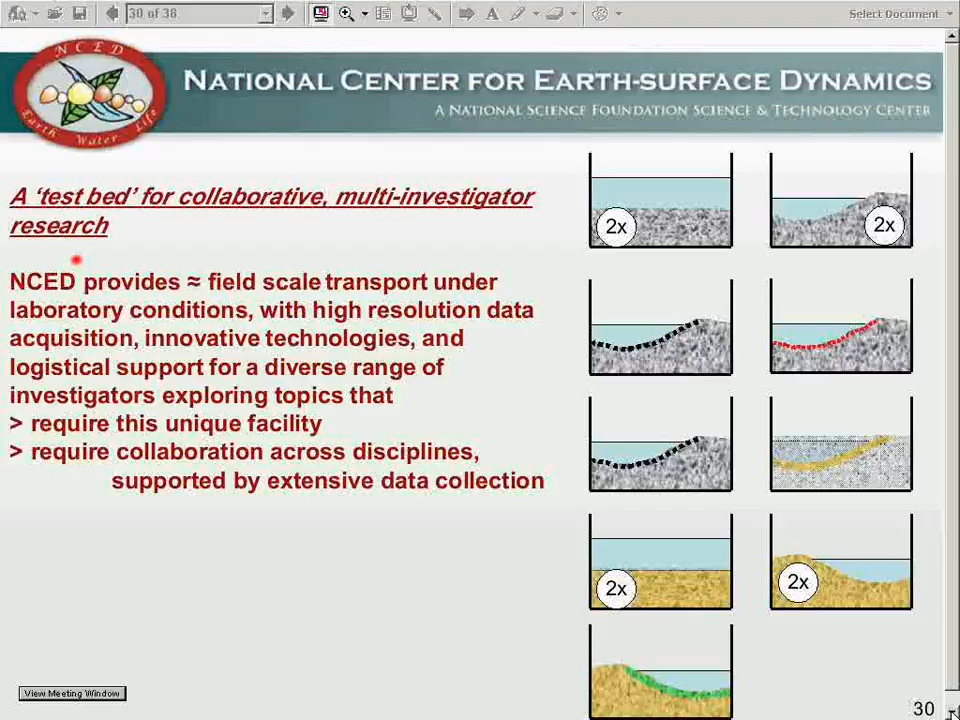 30 of 38
Select Document
NCED
Earth Water Life
NATIONAL CENTER FOR EARTH-SURFACE DYNAMICS
A NATIONAL SCIENCE FOUNDATION SCIENCE & TECHNOLOGY CENTER
A ‘test bed’ for collaborative, multi-investigator
research
NCED provides ≈ field scale transport under
laboratory conditions, with high resolution data
acquisition, innovative technologies, and
logistical support for a diverse range of
investigators exploring topics that
> require this unique facility
> require collaboration across disciplines,
supported by extensive data collection
2x
2x
2x
2x
View Meeting Window
30